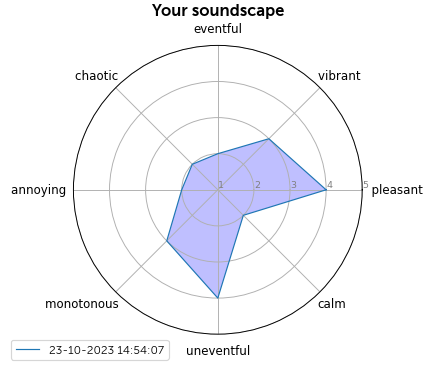 Your soundscape
eventful
chaotic
vibrant
annoying
1 2 3 4 5
pleasant
monotonous
calm
23-10-2023 14:54:07
uneventful